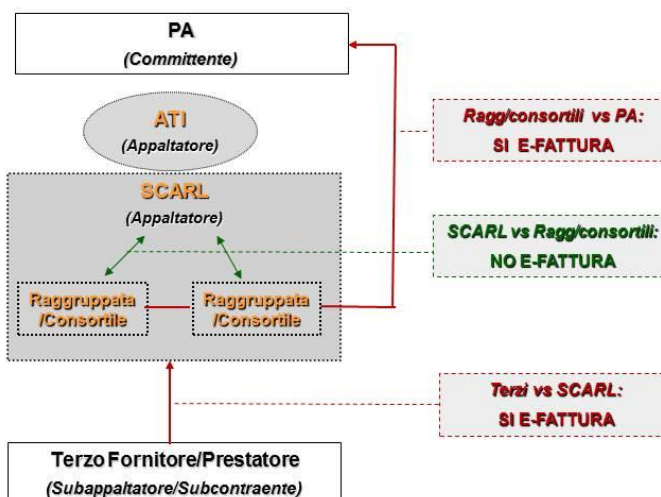 PA
(Committente)
ATI
(Appaltatore)
Ragg/consortili vs PA:
SI E-FATTURA
SCARL
(Appaltatore)
SCARL vs Ragg/consortili:
NO E-FATTURA
Raggruppata
/Consortile
Raggruppata
/Consortile
Terzi vs SCARL:
SI E-FATTURA
Terzo Fornitore/Prestatore
(Subappaltatore/Subcontraente)